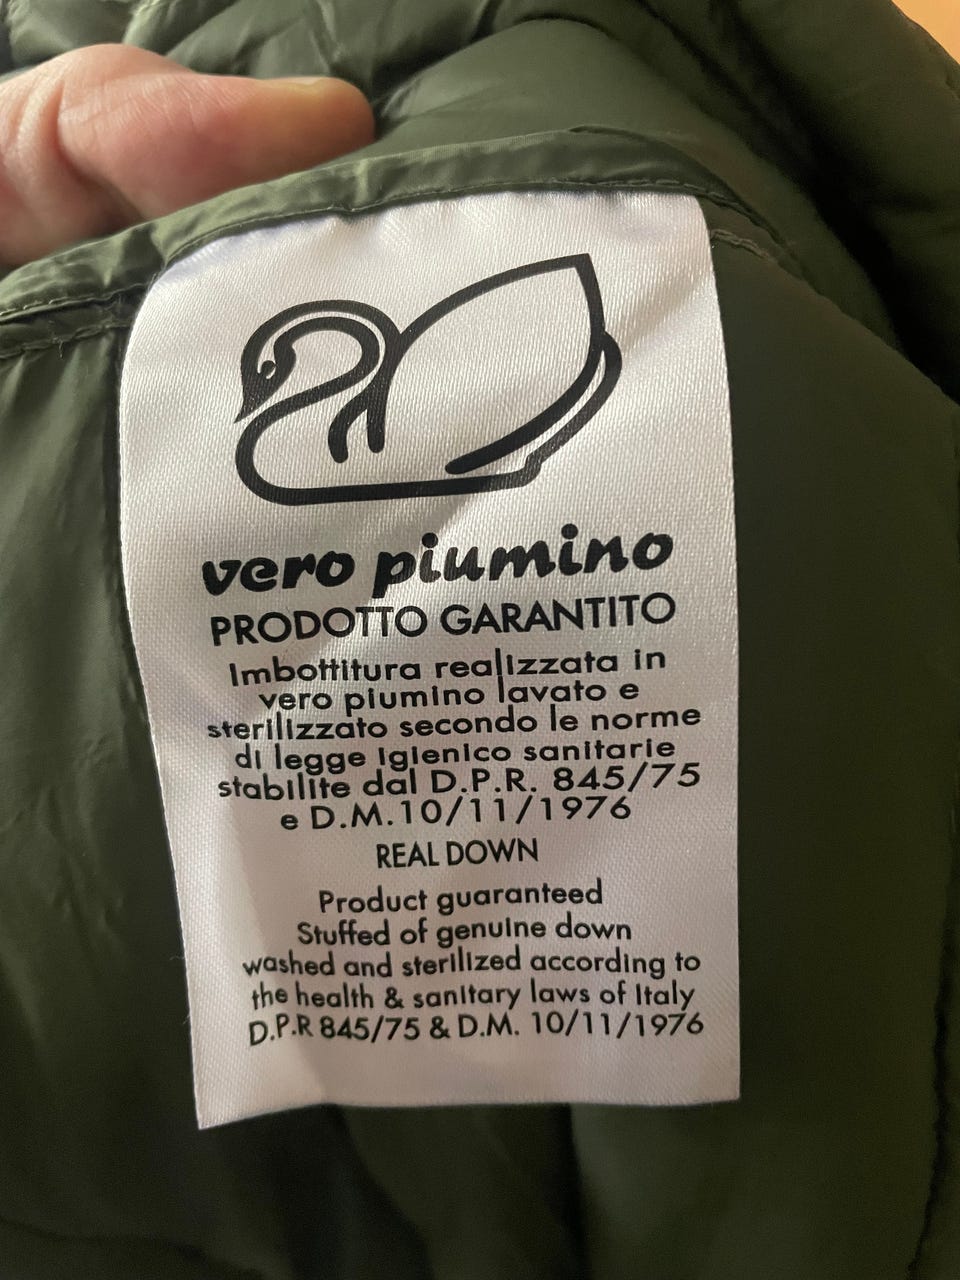 vero piumino
PRODOTTO GARANTITO
Imbottitura realizzata in
vero piumino lavato e
sterilizzato secondo le norme
di legge igienico sanitarie
stabilite dal D.P.R. 845/75
e D.M.10/11/1976
REAL DOWN
Product guaranteed
Stuffed of genuine down
washed and sterilized according to
the health & sanitary laws of Italy
D.P.R 845/75 & D.M. 10/11/1976